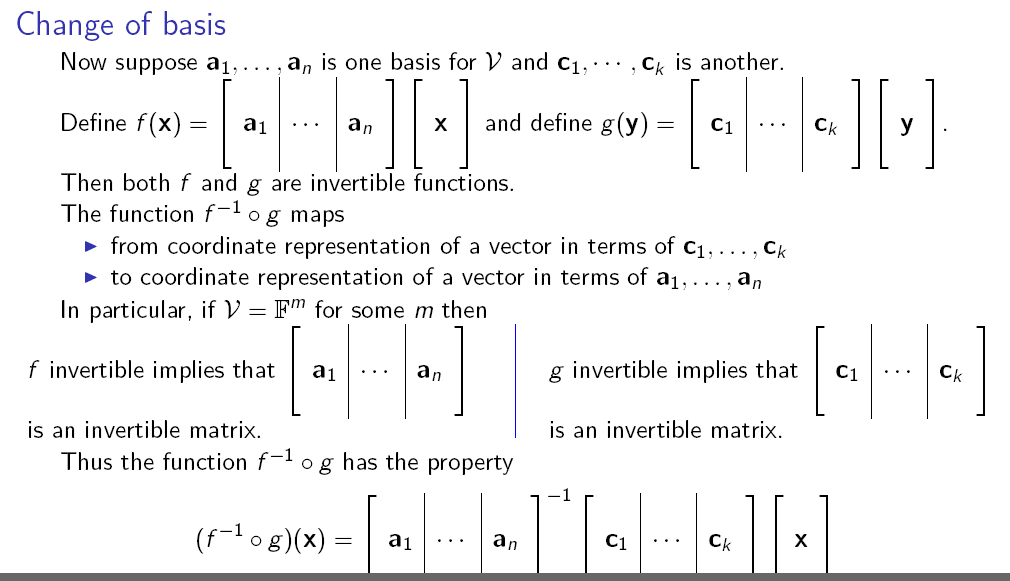 Change of basis
Now suppose a₁, . . . , aₙ is one basis for 𝒱 and c₁, · · · , cₖ is another.
Define f(x) = [ a₁ | · · · | aₙ ] [ x ] and define g(y) = [ c₁ | · · · | cₖ ] [ y ].
Then both f and g are invertible functions.
The function f⁻¹ ∘ g maps
▶ from coordinate representation of a vector in terms of c₁, . . . , cₖ
▶ to coordinate representation of a vector in terms of a₁, . . . , aₙ
In particular, if 𝒱 = 𝔽ᵐ for some m then
f invertible implies that [ a₁ | · · · | aₙ ]
is an invertible matrix.
g invertible implies that [ c₁ | · · · | cₖ ]
is an invertible matrix.
Thus the function f⁻¹ ∘ g has the property
(f⁻¹ ∘ g)(x) = [ a₁ | · · · | aₙ ]⁻¹ [ c₁ | · · · | cₖ ] [ x ]